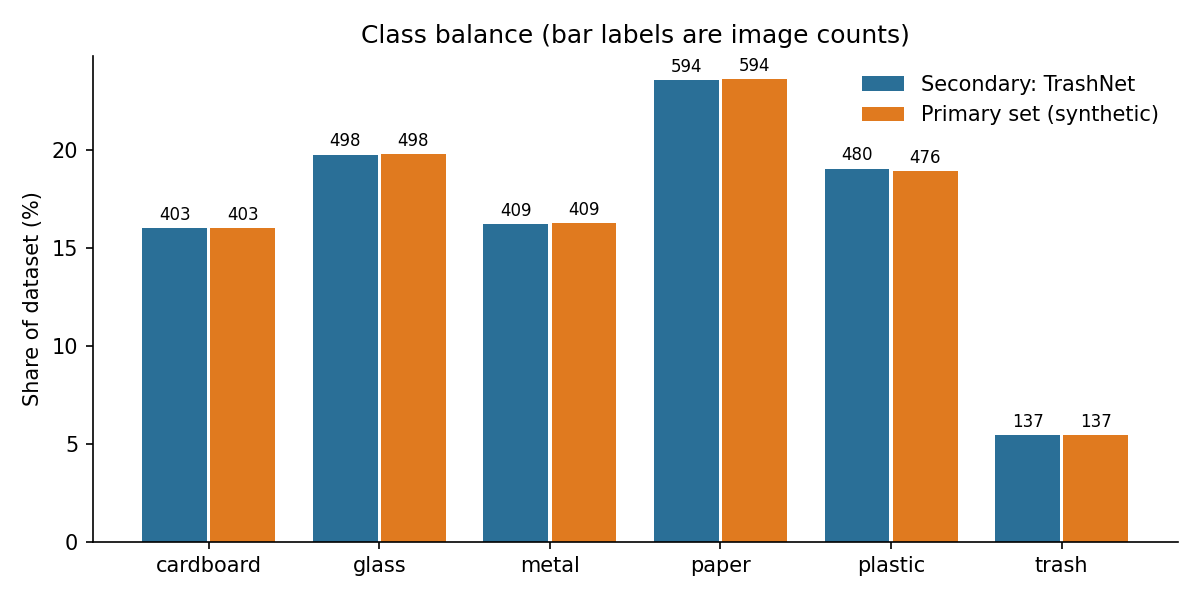 Class balance (bar labels are image counts)
Secondary: TrashNet
Primary set (synthetic)
Share of dataset (%)
20
15
10
5
0
403 403
498 498
409 409
594 594
480 476
137 137
cardboard glass metal paper plastic trash